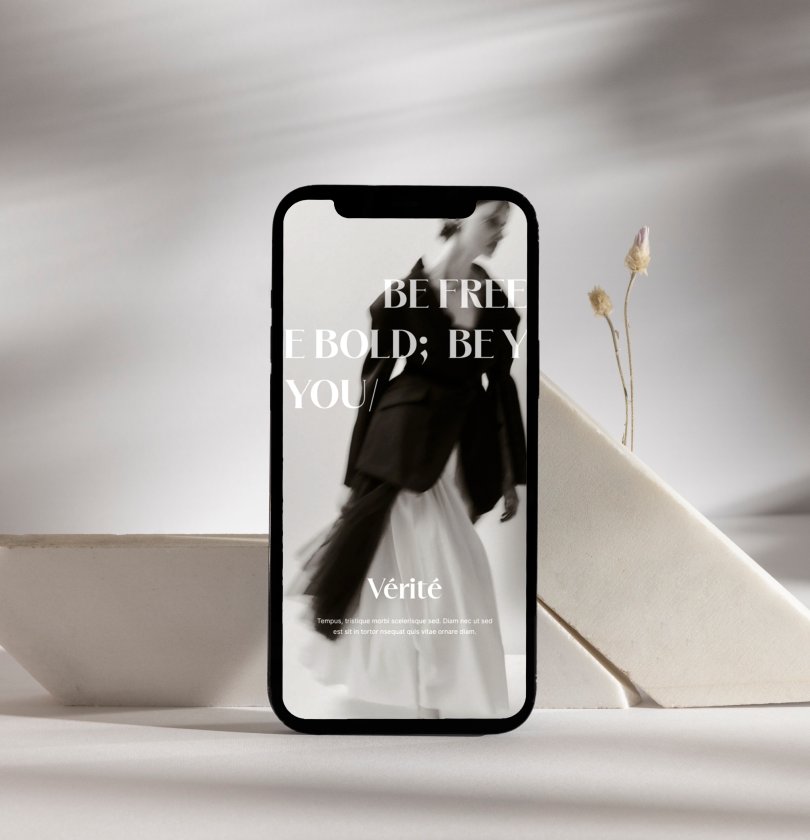 BE FREE
E BOLD; BE Y
YOU/
Vérité
Tempus, tristique morbi scelerisque sed. Diam nec ut sed
est sit in tortor nsequat quis vitae ornare diam.